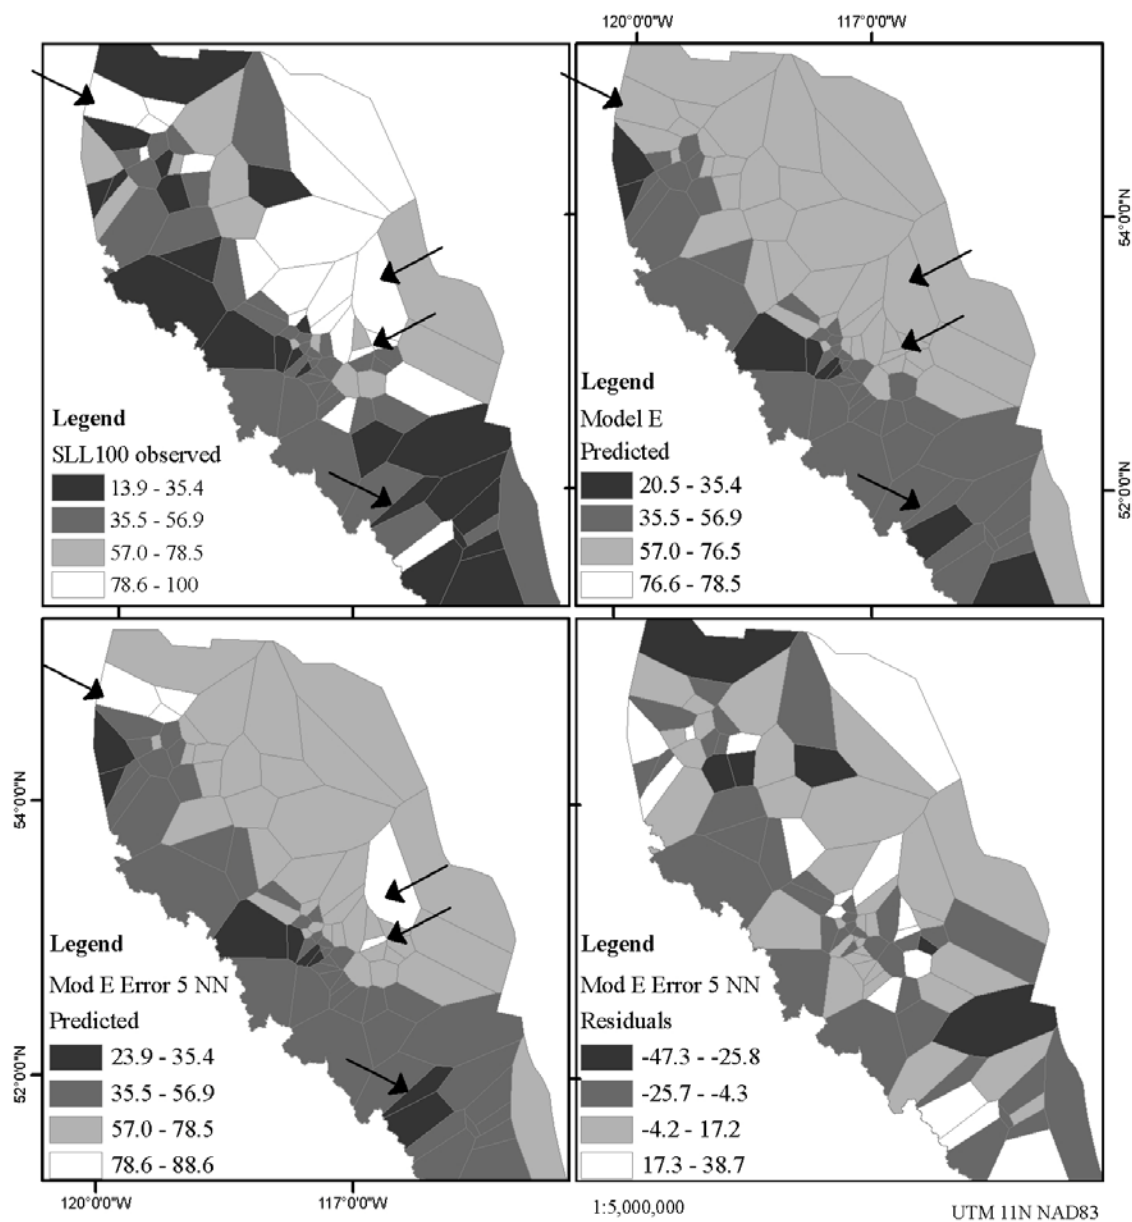 120°0'0"W 117°0'0"W
Legend
SLL100 observed
13.9 - 35.4
35.5 - 56.9
57.0 - 78.5
78.6 - 100
Legend
Model E
Predicted
20.5 - 35.4
35.5 - 56.9
57.0 - 76.5
76.6 - 78.5
54°0'0"N
52°0'0"N
54°0'0"N
52°0'0"N
Legend
Mod E Error 5 NN
Predicted
23.9 - 35.4
35.5 - 56.9
57.0 - 78.5
78.6 - 88.6
Legend
Mod E Error 5 NN
Residuals
-47.3 - -25.8
-25.7 - -4.3
-4.2 - 17.2
17.3 - 38.7
120°0'0"W 117°0'0"W
1:5,000,000 UTM 11N NAD83